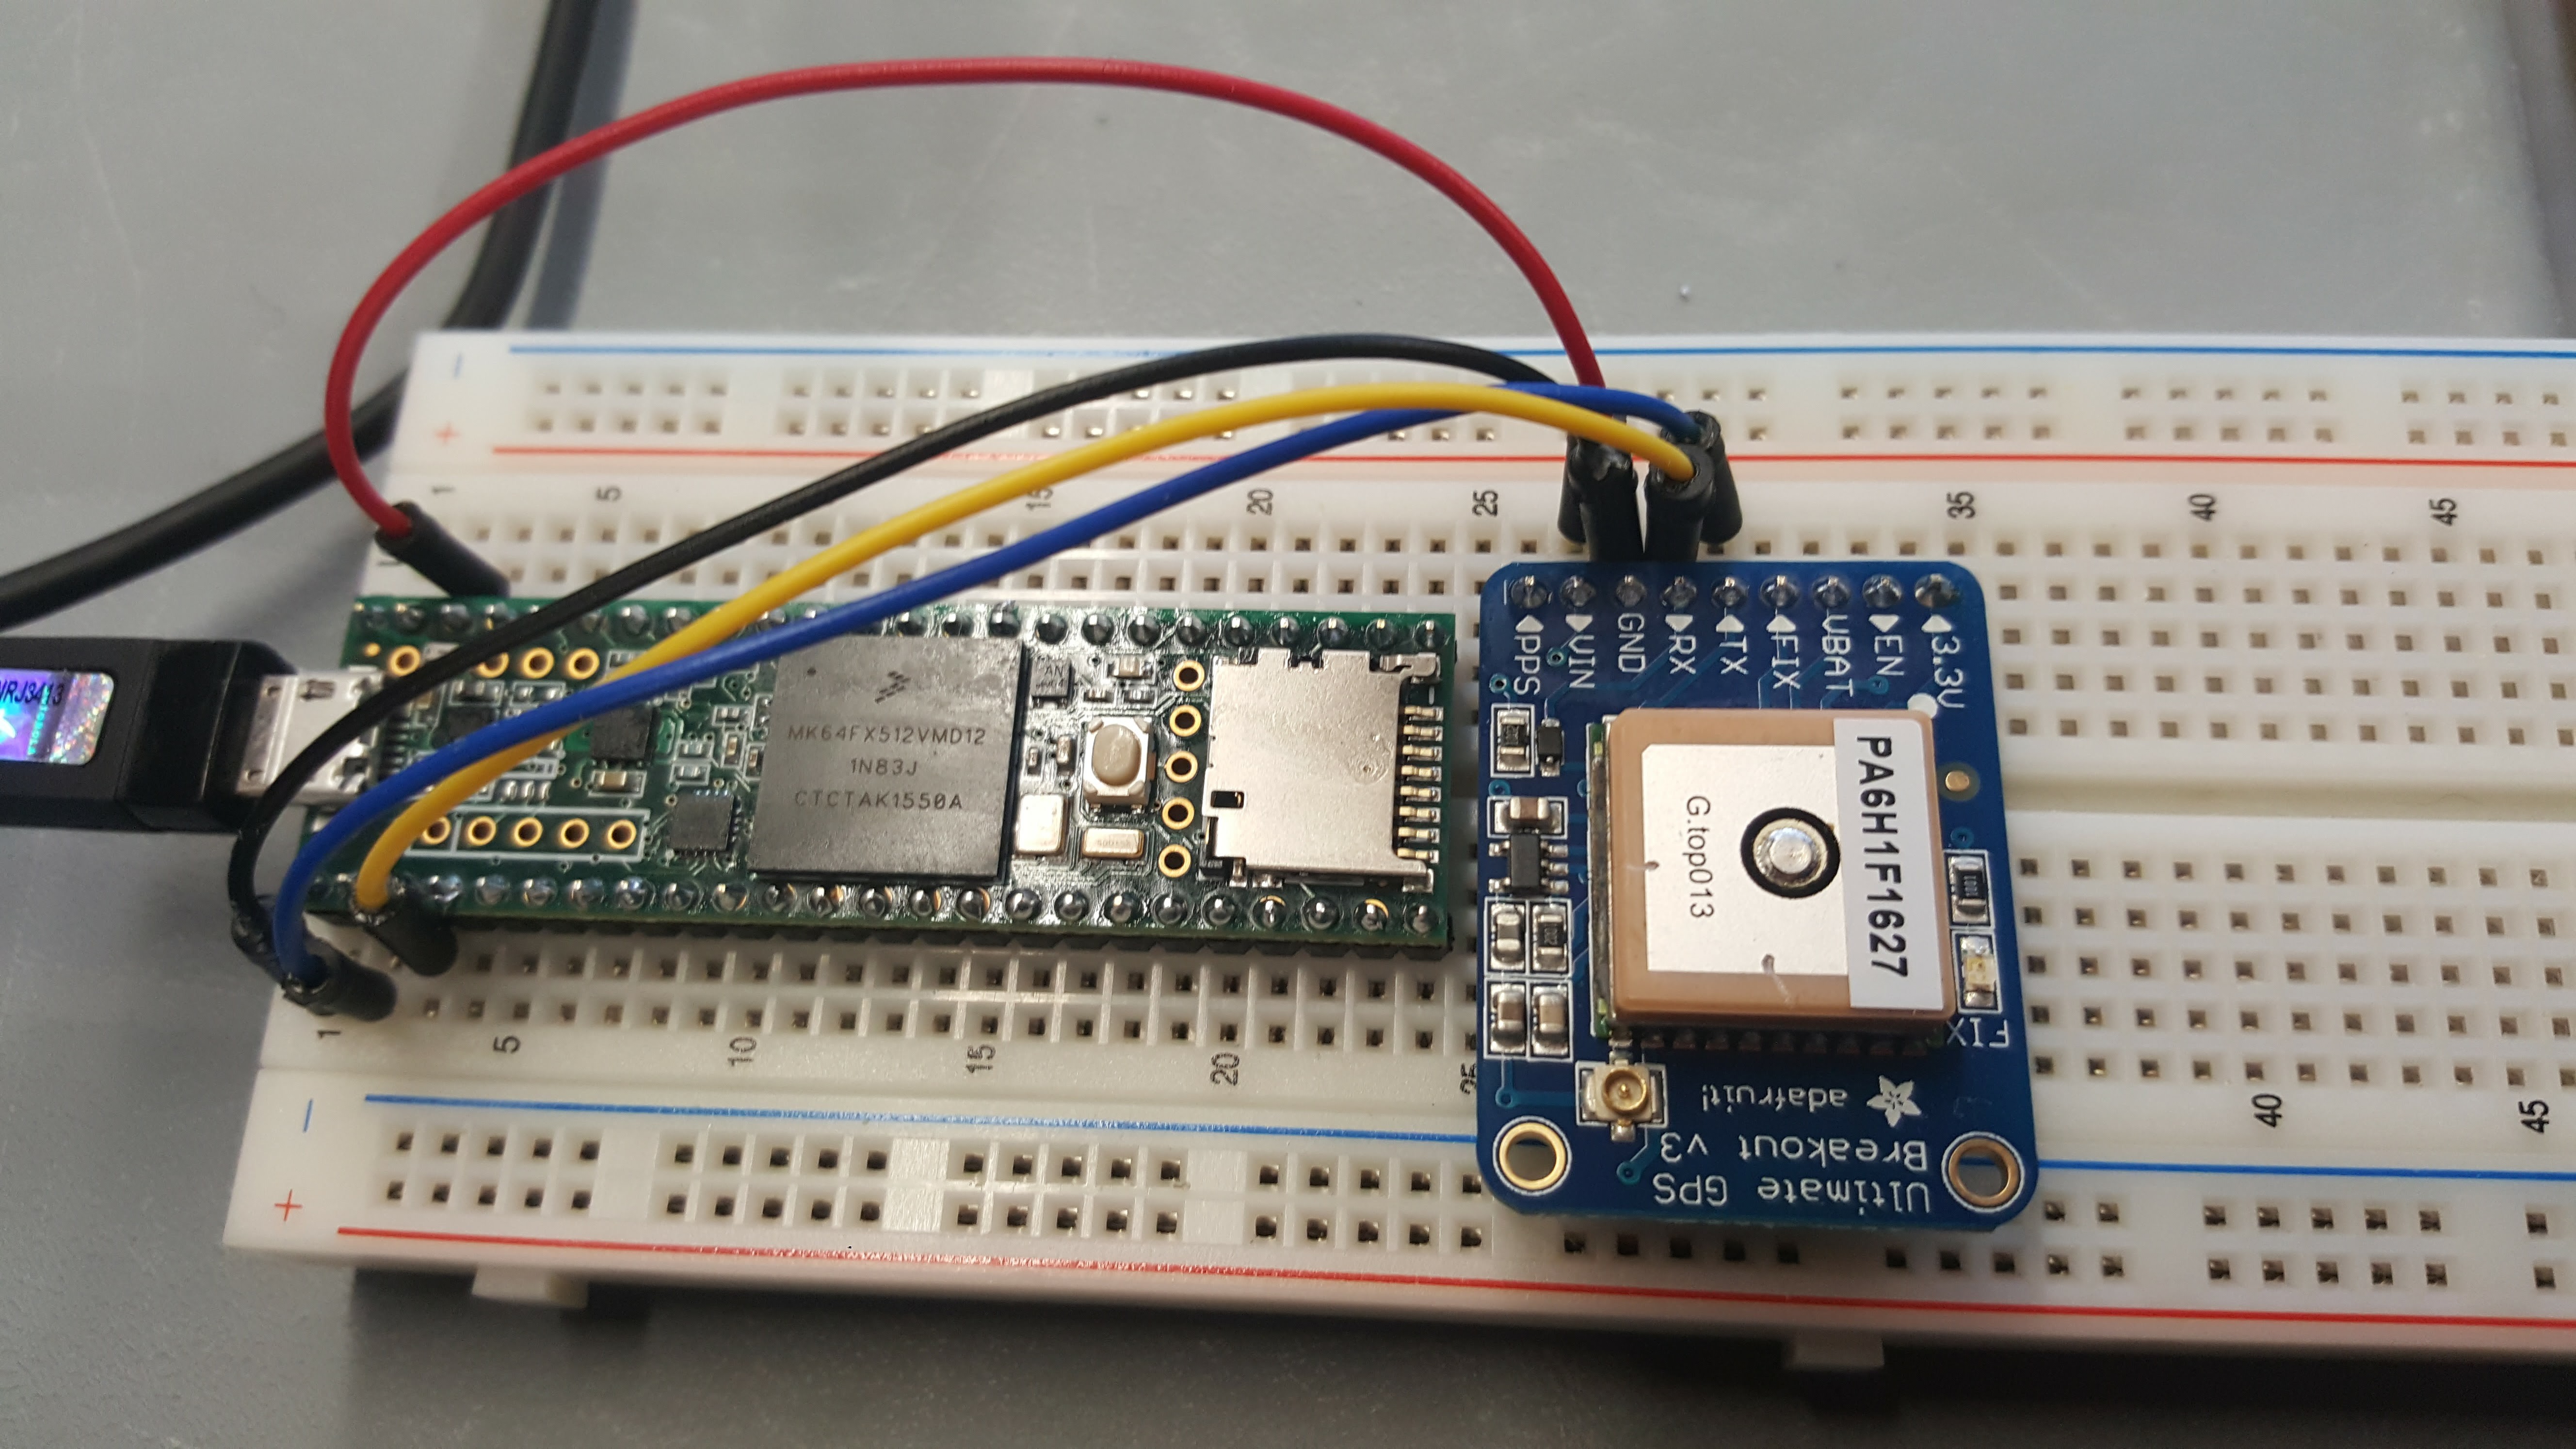 1
5
15
20
25
35
40
45
VRJ3413
MK64FX512VMD12
1N83J
CTCTAK1550A
PPS
VIN
GND
RX
TX
FIX
VBAT
EN
3.3V
PA6H1F1627
G.top013
FIX
adafruit!
Ultimate GPS
Breakout v3
1
5
10
15
20
25
40
45